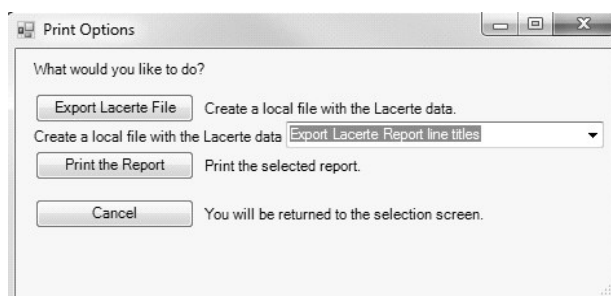 Print Options
What would you like to do?
Export Lacerte File Create a local file with the Lacerte data.
Create a local file with the Lacerte data Export Lacerte Report line titles
Print the Report Print the selected report.
Cancel You will be returned to the selection screen.